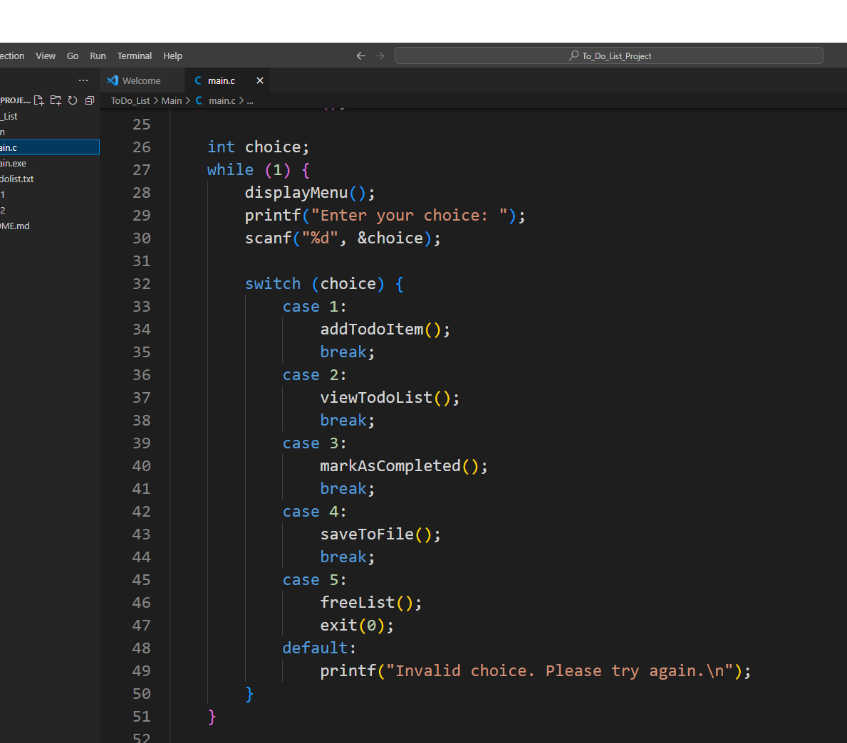 ection View Go Run Terminal Help
To_Do_List_Project
Welcome
C main.c
PROJE...
ToDo_List > Main > C main.c > ...
_List
n
ain.c
ain.exe
dolist.txt
1
2
OME.md
25
26 int choice;
27 while (1) {
28 displayMenu();
29 printf("Enter your choice: ");
30 scanf("%d", &choice);
31
32 switch (choice) {
33 case 1:
34 addTodoItem();
35 break;
36 case 2:
37 viewTodoList();
38 break;
39 case 3:
40 markAsCompleted();
41 break;
42 case 4:
43 saveToFile();
44 break;
45 case 5:
46 freeList();
47 exit(0);
48 default:
49 printf("Invalid choice. Please try again.\n");
50 }
51 }
52